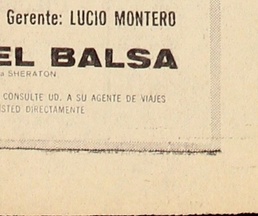 Gerente: LUCIO MONTERO
EL BALSA
SHERATON
CONSULTE UD. A SU AGENTE DE VIAJES
USTED DIRECTAMENTE